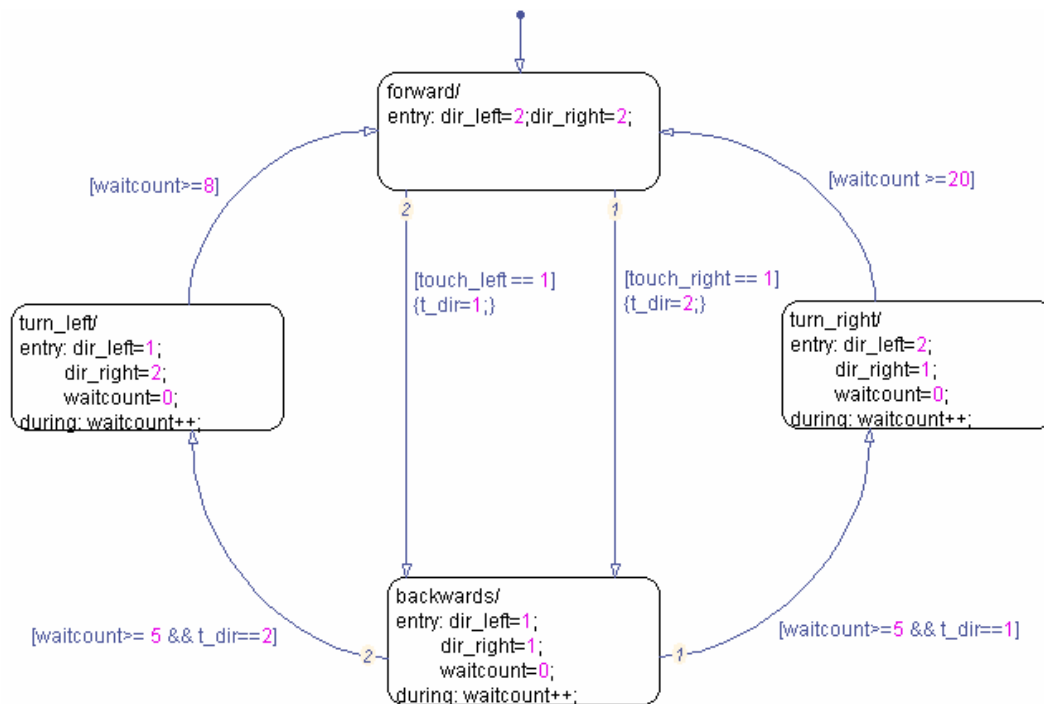 forward/
entry: dir_left=2;dir_right=2;
[waitcount>=8]
[waitcount >=20]
2
1
[touch_left == 1]
{t_dir=1;}
[touch_right == 1]
{t_dir=2;}
turn_left/
entry: dir_left=1;
dir_right=2;
waitcount=0;
during: waitcount++;
turn_right/
entry: dir_left=2;
dir_right=1;
waitcount=0;
during: waitcount++;
backwards/
entry: dir_left=1;
dir_right=1;
waitcount=0;
during: waitcount++;
[waitcount>= 5 && t_dir==2]
2
1
[waitcount>=5 && t_dir==1]